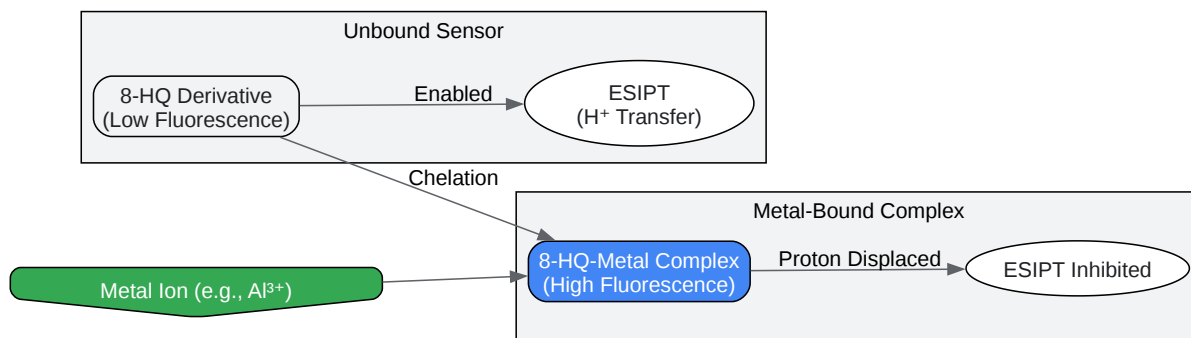 Unbound Sensor
8-HQ Derivative
(Low Fluorescence)
Enabled
ESIPT
(H⁺ Transfer)
Chelation
Metal-Bound Complex
8-HQ-Metal Complex
(High Fluorescence)
Proton Displaced
ESIPT Inhibited
Metal Ion (e.g., Al³⁺)